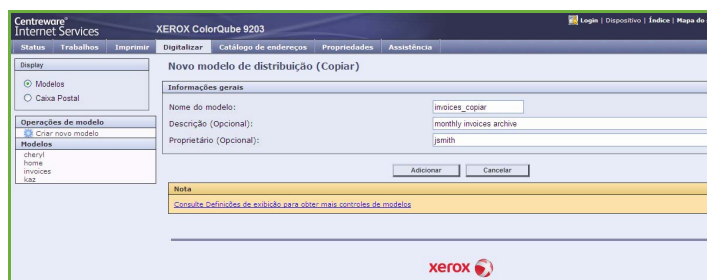 Centreware®
Internet Services
XEROX ColorQube 9203
Login | Dispositivo | Índice | Mapa do
Status Trabalhos Imprimir Digitalizar Catálogo de endereços Propriedades Assistência
Display
Modelos
Caixa Postal
Operações de modelo
Criar novo modelo
Modelos
cheryl
home
invoices
kaz
Novo modelo de distribuição (Copiar)
Informações gerais
Nome do modelo: invoices_copiar
Descrição (Opcional): monthly invoices archive
Proprietário (Opcional): jsmith
Adicionar Cancelar
Nota
Consulte Definições de exibição para obter mais controles de modelos
xerox